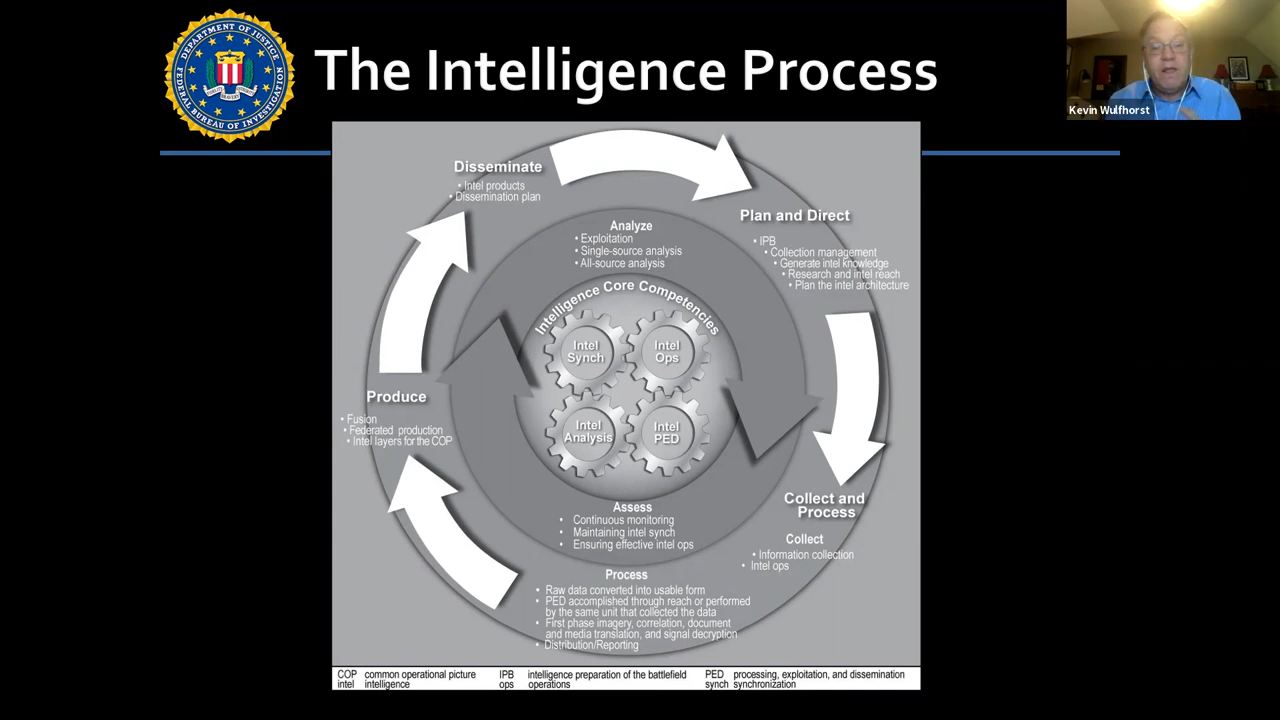 The Intelligence Process
DEPARTMENT OF JUSTICE
FEDERAL BUREAU OF INVESTIGATION
Kevin Wulfhorst
Disseminate
• Intel products
• Dissemination plan
Plan and Direct
• IPB
• Collection management
• Generate intel knowledge
• Research and intel reach
• Plan the intel architecture
Analyze
• Exploitation
• Single-source analysis
• All-source analysis
Intelligence Core Competencies
Intel
Synch
Intel
Ops
Intel
Analysis
Intel
PED
Produce
• Fusion
• Federated production
• Intel layers for the COP
Collect and
Process
Collect
• Information collection
• Intel ops
Assess
• Continuous monitoring
• Maintaining intel synch
• Ensuring effective intel ops
Process
• Raw data converted into usable form
• PED accomplished through reach or performed
by the same unit that collected the data
• First phase imagery, correlation, document
and media translation, and signal decryption
• Distribution/Reporting
COP common operational picture IPB intelligence preparation of the battlefield PED processing, exploitation, and dissemination
intel intelligence ops operations synch synchronization